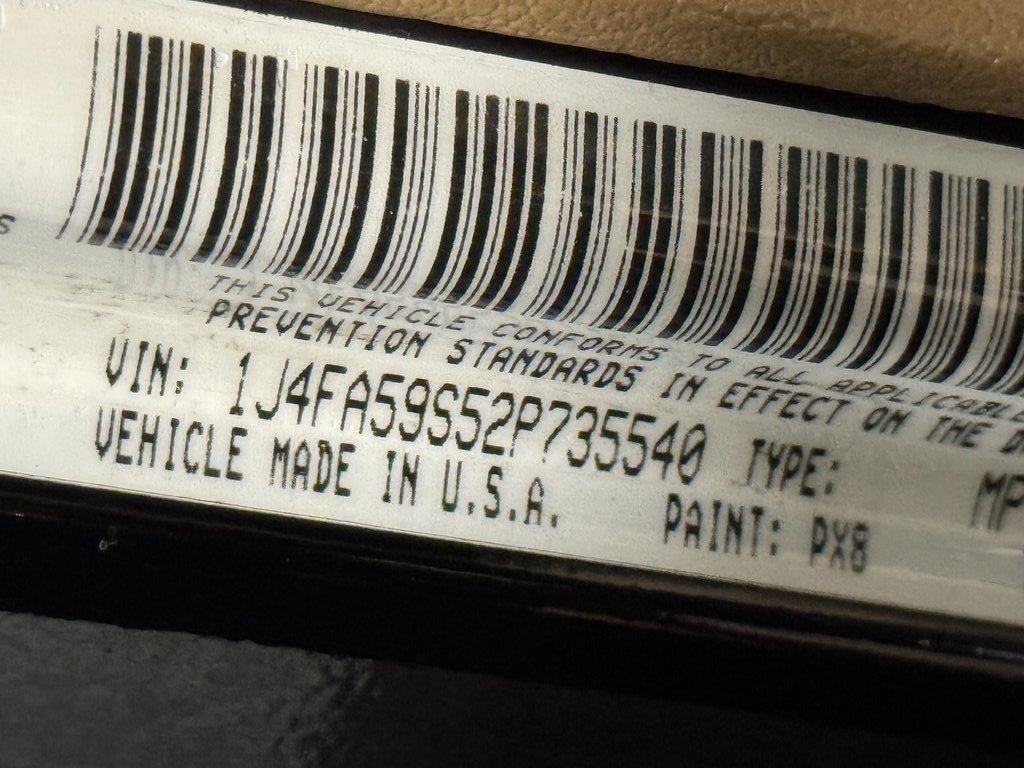 THIS VEHICLE CONFORMS TO ALL APPLICABLE
PREVENTION STANDARDS IN EFFECT ON THE
VIN: 1J4FA59S52P735540 TYPE: MP
VEHICLE MADE IN U.S.A. PAINT: PX8